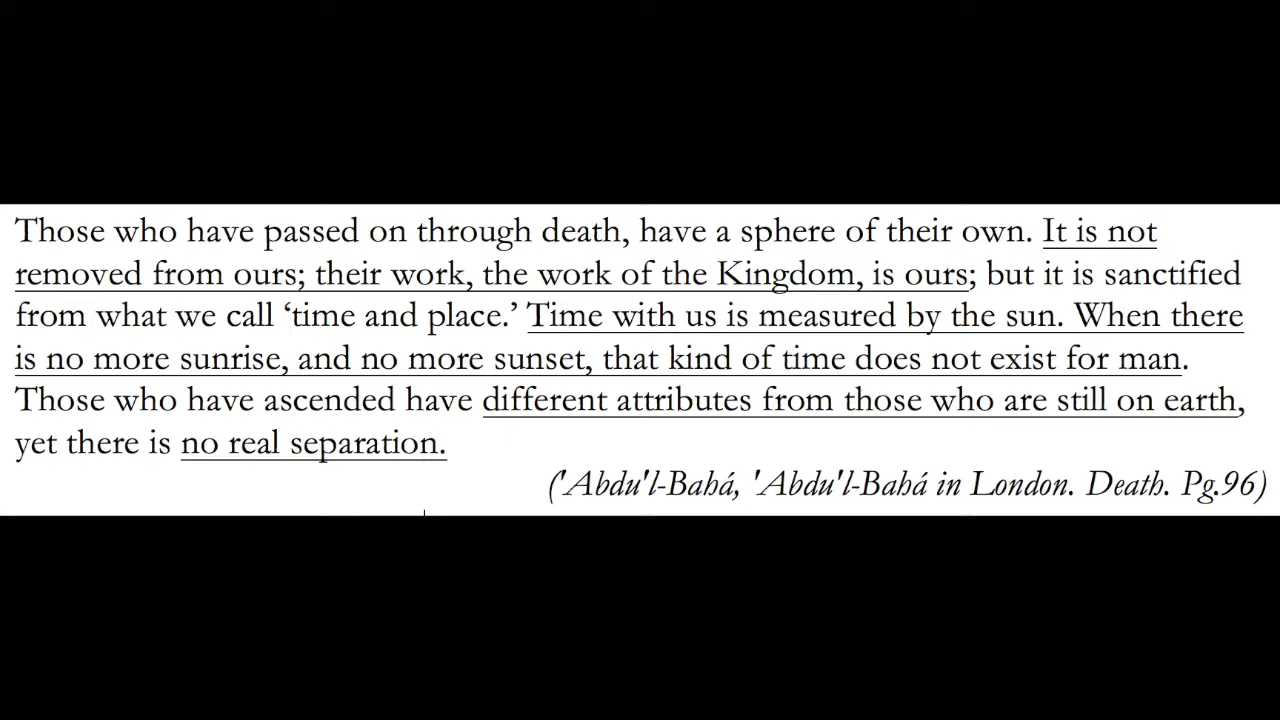 Those who have passed on through death, have a sphere of their own. It is not
removed from ours; their work, the work of the Kingdom, is ours; but it is sanctified
from what we call ‘time and place.’ Time with us is measured by the sun. When there
is no more sunrise, and no more sunset, that kind of time does not exist for man.
Those who have ascended have different attributes from those who are still on earth,
yet there is no real separation.
('Abdu'l-Bahá, 'Abdu'l-Bahá in London. Death. Pg.96)